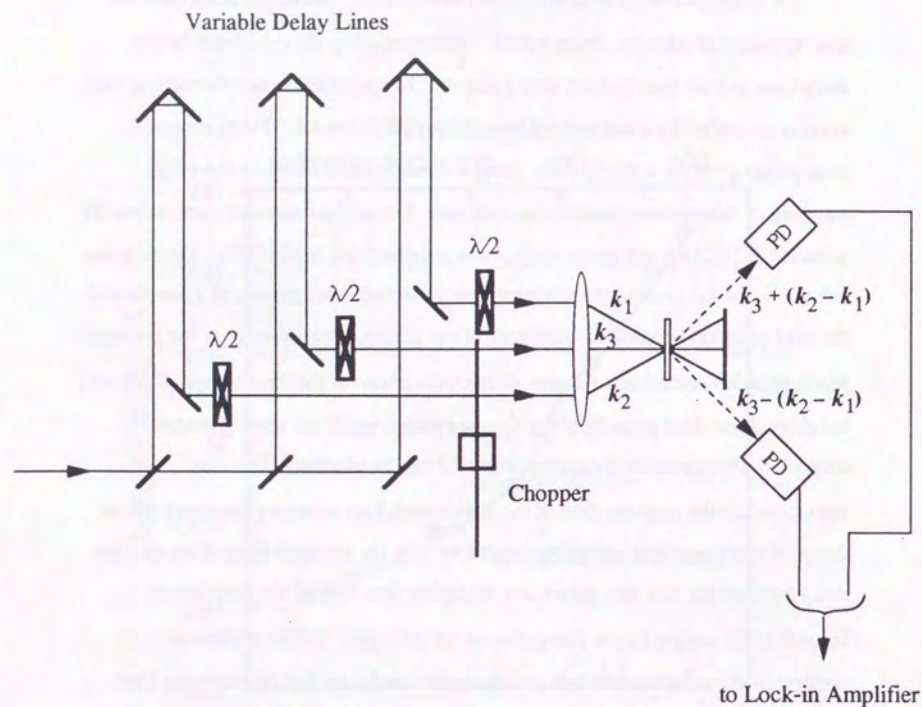 Variable Delay Lines
λ/2
λ/2
λ/2
PD
k1
k3 + (k2 – k1)
k3
k2
k3 – (k2 – k1)
PD
Chopper
to Lock-in Amplifier